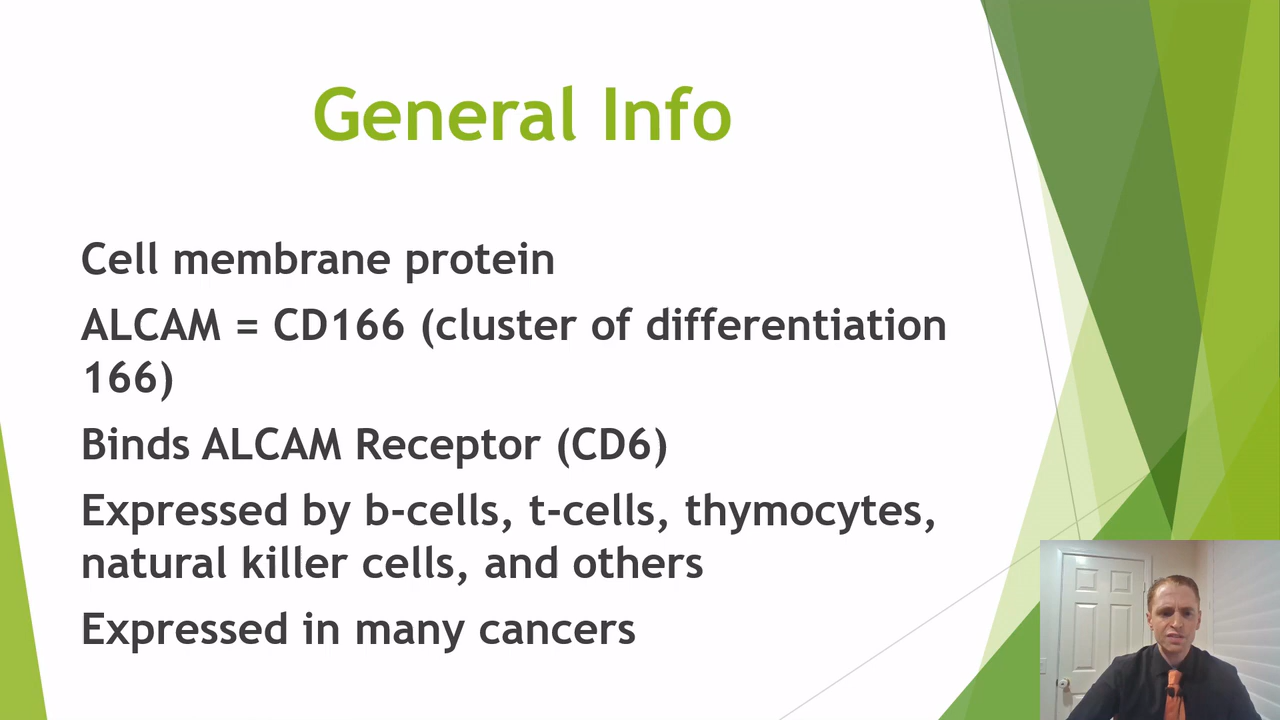 General Info
Cell membrane protein
ALCAM = CD166 (cluster of differentiation
166)
Binds ALCAM Receptor (CD6)
Expressed by b-cells, t-cells, thymocytes,
natural killer cells, and others
Expressed in many cancers